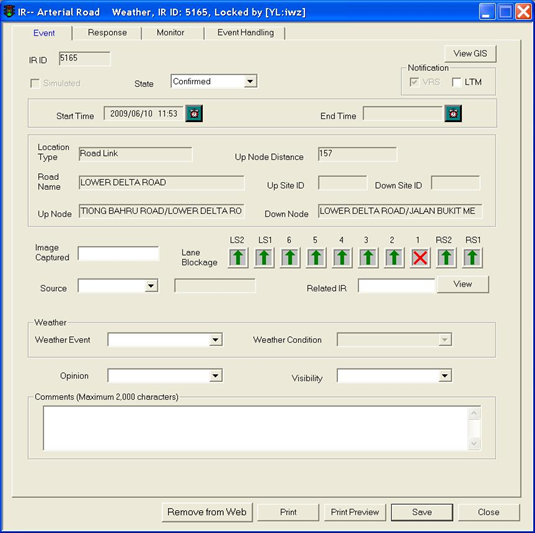 IR-- Arterial Road    Weather, IR ID: 5165, Locked by [YL:iwz]
Event Response Monitor Event Handling
IR ID 5165 View GIS
Simulated State Confirmed
Notification
VRS LTM
Start Time 2009/06/10 11:53 End Time
Location Type Road Link Up Node Distance 157
Road Name LOWER DELTA ROAD Up Site ID Down Site ID
Up Node TIONG BAHRU ROAD/LOWER DELTA RO Down Node LOWER DELTA ROAD/JALAN BUKIT ME
LS2 LS1 6 5 4 3 2 1 RS2 RS1
Image Captured Lane Blockage
Source Related IR View
Weather
Weather Event Weather Condition
Opinion Visibility
Comments (Maximum 2,000 characters)
Remove from Web Print Print Preview Save Close